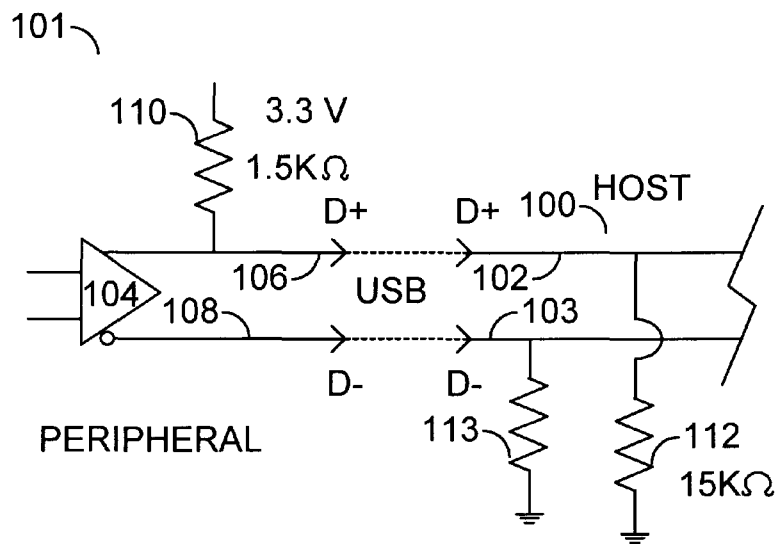 101
110
3.3 V
1.5KΩ
HOST
D+
D+
100
104
106
USB
102
108
103
D-
D-
PERIPHERAL
113
112
15KΩ